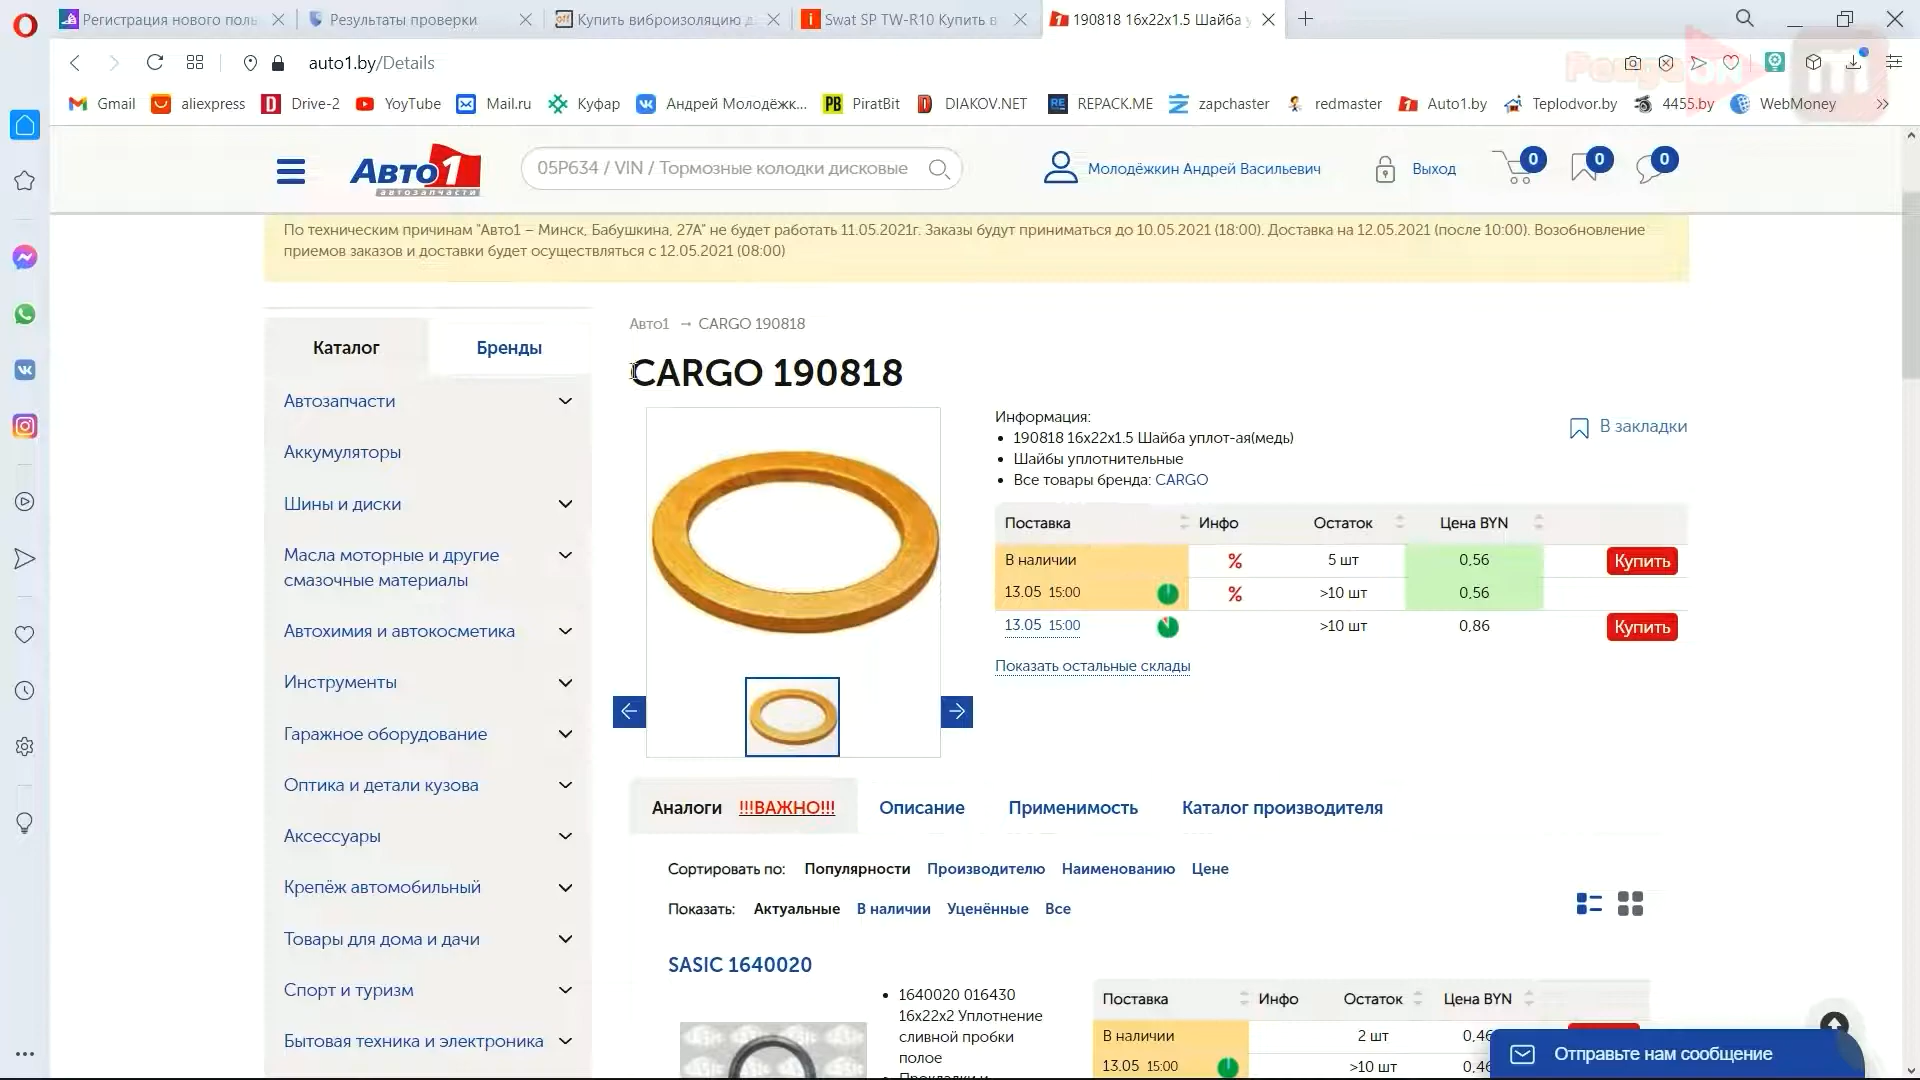 Регистрация нового поль
Результаты проверки
Купить виброизоляцию д
Swat SP TW-R10 Купить в
190818 16x22x1.5 Шайба
auto1.by/Details
Gmail
aliexpress
Drive-2
YoyTube
Mail.ru
Куфар
Андрей Молодёжк...
PiratBit
DIAKOV.NET
REPACK.ME
zapchaster
redmaster
Auto1.by
Teplodvor.by
4455.by
WebMoney
Авто1
автозапчасти
05P634 / VIN / Тормозные колодки дисковые
Молодёжкин Андрей Васильевич
Выход
0
0
0
По техническим причинам "Авто1 – Минск, Бабушкина, 27А" не будет работать 11.05.2021г. Заказы будут приниматься до 10.05.2021 (18:00). Доставка на 12.05.2021 (после 10:00). Возобновление
приемов заказов и доставки будет осуществляться с 12.05.2021 (08:00)
Каталог
Бренды
Автозапчасти
Аккумуляторы
Шины и диски
Масла моторные и другие
смазочные материалы
Автохимия и автокосметика
Инструменты
Гаражное оборудование
Оптика и детали кузова
Аксессуары
Крепёж автомобильный
Товары для дома и дачи
Спорт и туризм
Бытовая техника и электроника
Авто1 → CARGO 190818
CARGO 190818
Информация:
• 190818 16x22x1.5 Шайба уплот-ая(медь)
• Шайбы уплотнительные
• Все товары бренда: CARGO
В закладки
Поставка Инфо Остаток Цена BYN
В наличии % 5 шт 0,56 Купить
13.05 15:00 % >10 шт 0,56
13.05 15:00 >10 шт 0,86 Купить
Показать остальные склады
Аналоги !!!ВАЖНО!!! Описание Применимость Каталог производителя
Сортировать по: Популярности Производителю Наименованию Цене
Показать: Актуальные В наличии Уценённые Все
SASIC 1640020
• 1640020 016430
16x22x2 Уплотнение
сливной пробки
полое
Поставка Инфо Остаток Цена BYN
В наличии 2 шт 0,46
13.05 15:00 >10 шт 0,46
Отправьте нам сообщение